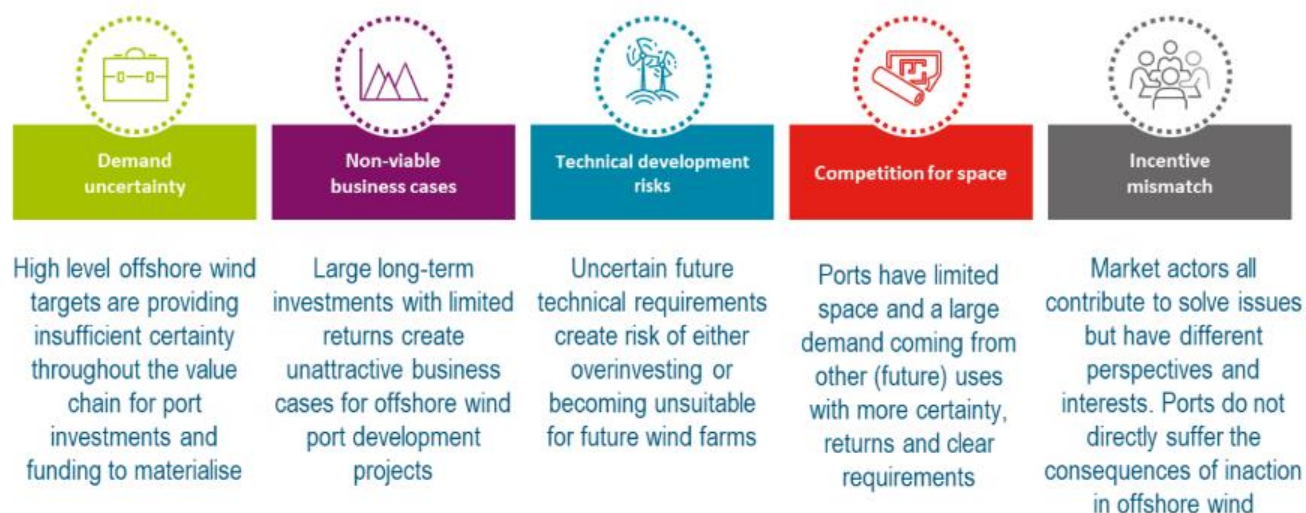 Demand
uncertainty
High level offshore wind
targets are providing
insufficient certainty
throughout the value
chain for port
investments and
funding to materialise
Non-viable
business cases
Large long-term
investments with limited
returns create
unattractive business
cases for offshore wind
port development
projects
Technical development
risks
Uncertain future
technical requirements
create risk of either
overinvesting or
becoming unsuitable
for future wind farms
Competition for space
Ports have limited
space and a large
demand coming from
other (future) uses
with more certainty,
returns and clear
requirements
Incentive
mismatch
Market actors all
contribute to solve issues
but have different
perspectives and
interests. Ports do not
directly suffer the
consequences of inaction
in offshore wind